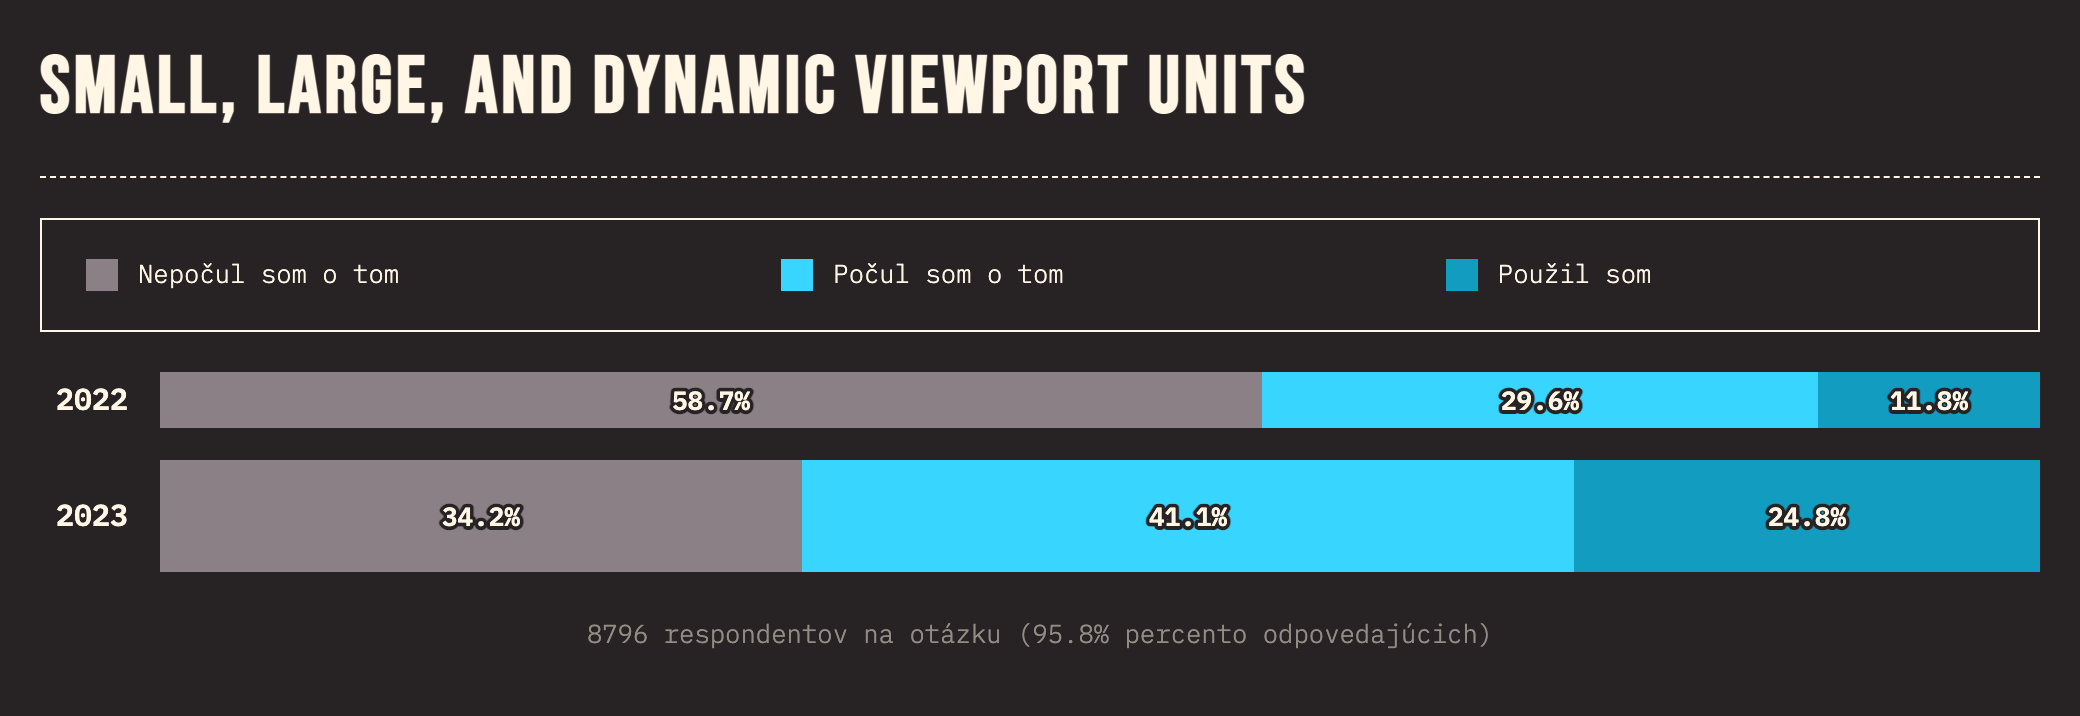 SMALL, LARGE, AND DYNAMIC VIEWPORT UNITS
Nepočul som o tom Počul som o tom Použil som
2022 58.7% 29.6% 11.8%
2023 34.2% 41.1% 24.8%
8796 respondentov na otázku (95.8% percento odpovedajúcich)